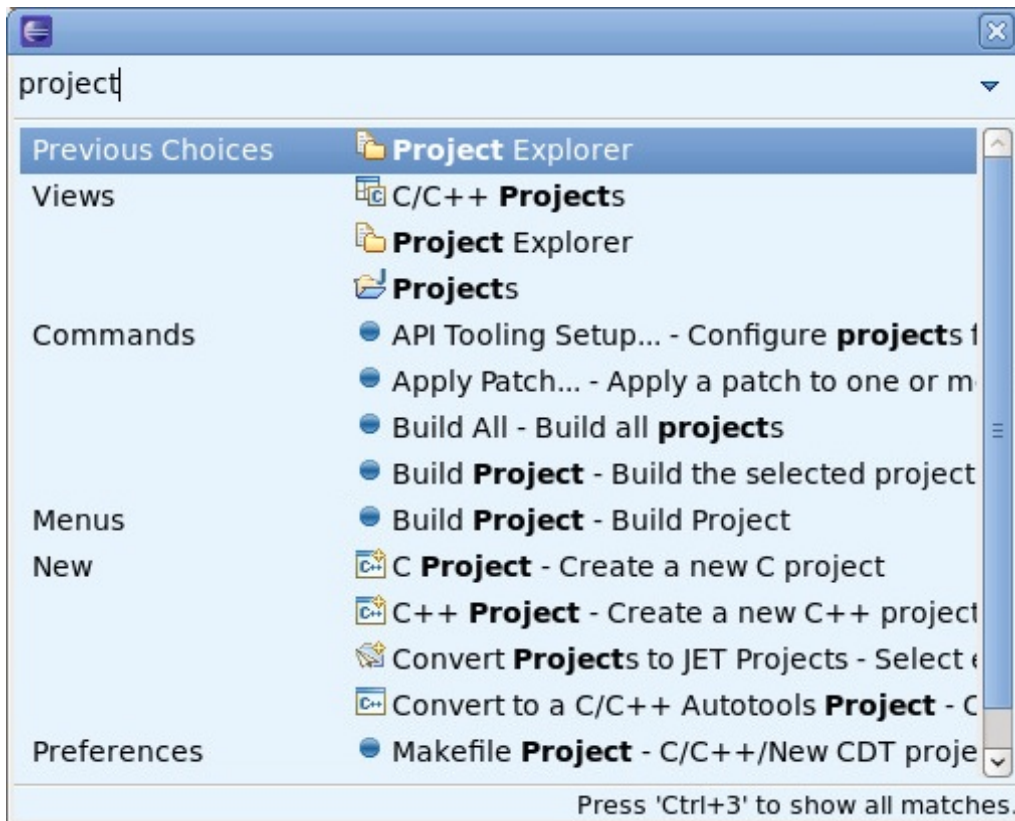 project
Previous Choices Project Explorer
Views C/C++ Projects
Project Explorer
Projects
Commands API Tooling Setup... - Configure projects f
Apply Patch... - Apply a patch to one or m
Build All - Build all projects
Build Project - Build the selected project
Menus Build Project - Build Project
New C Project - Create a new C project
C++ Project - Create a new C++ project
Convert Projects to JET Projects - Select e
Convert to a C/C++ Autotools Project - C
Preferences Makefile Project - C/C++/New CDT proje
Press 'Ctrl+3' to show all matches.